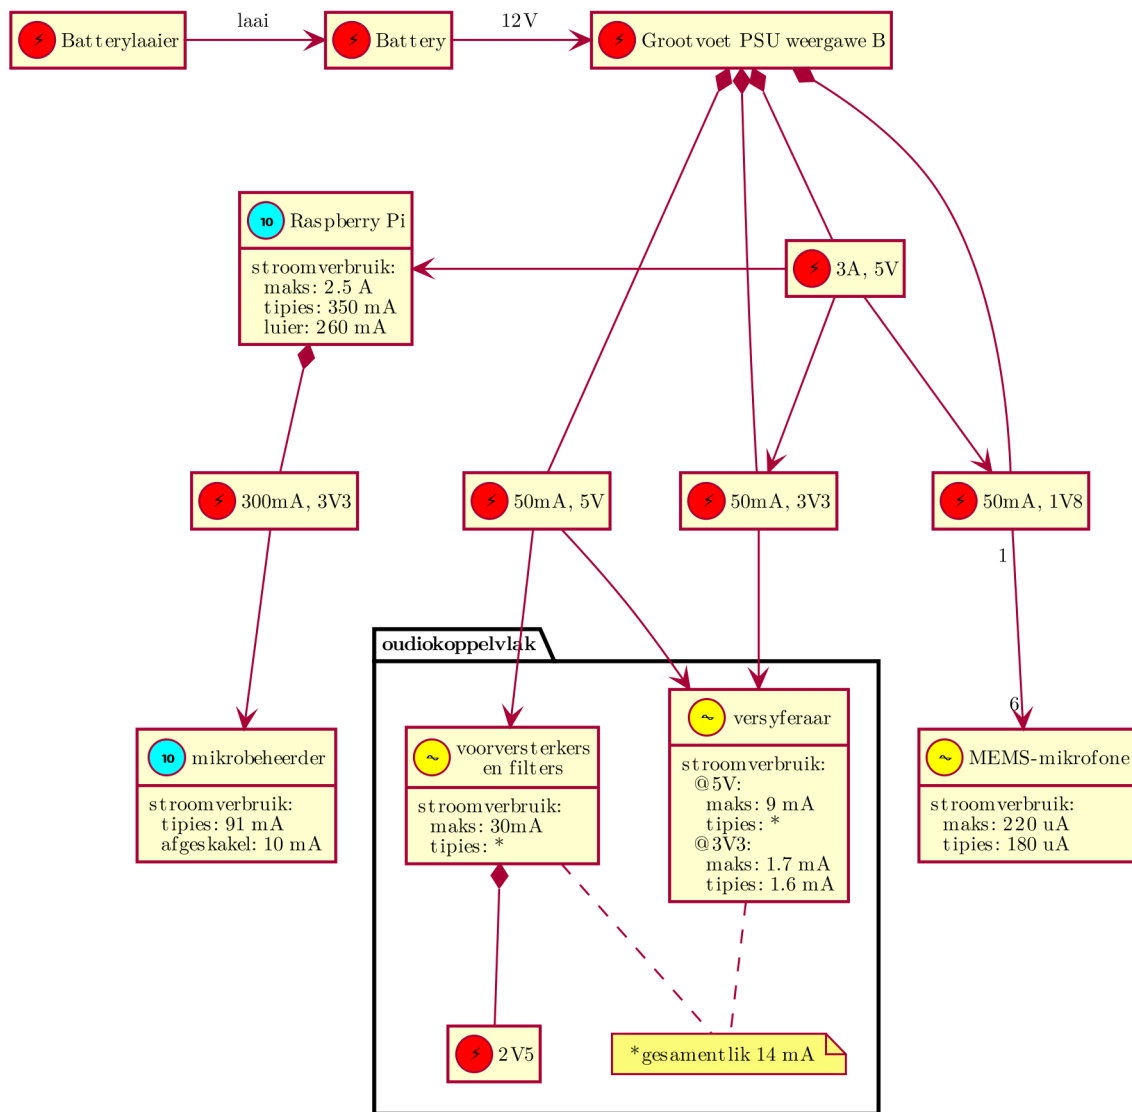 laai
12V
Batterylaaier
Battery
Grootvoet PSU weergawe B
10
Raspberry Pi
stroomverbruik:
maks: 2.5 A
tipies: 350 mA
luier: 260 mA
3A, 5V
300mA, 3V3
50mA, 5V
50mA, 3V3
50mA, 1V8
1
6
oudiokoppelvlak
10
mikrobeheerder
stroomverbruik:
tipies: 91 mA
afgeskakel: 10 mA
voorversterkers
en filters
stroomverbruik:
maks: 30mA
tipies: *
versyferaar
stroomverbruik:
@5V:
maks: 9 mA
tipies: *
@3V3:
maks: 1.7 mA
tipies: 1.6 mA
MEMS-mikrofone
stroomverbruik:
maks: 220 uA
tipies: 180 uA
2V5
*gesamentlik 14 mA